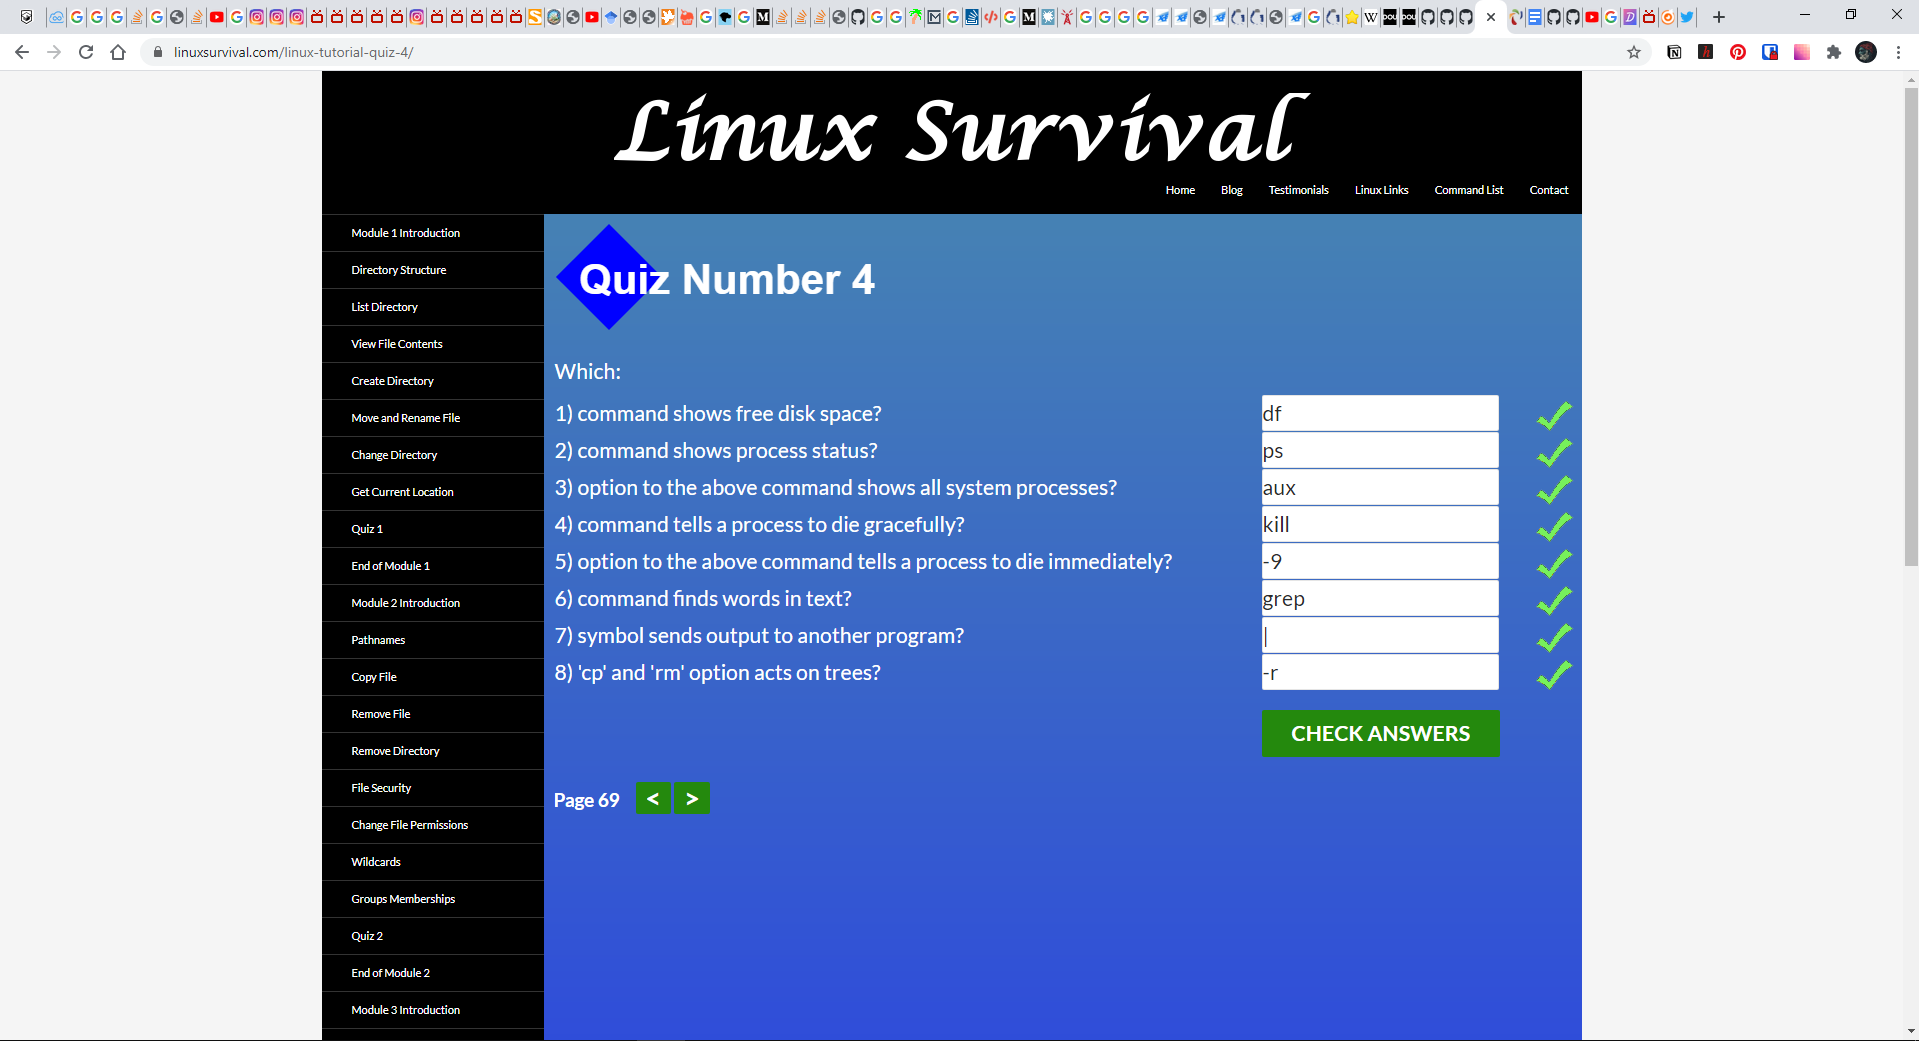 linuxsurvival.com/linux-tutorial-quiz-4/
Linux Survival
Home Blog Testimonials Linux Links Command List Contact
Module 1 Introduction
Directory Structure
List Directory
View File Contents
Create Directory
Move and Rename File
Change Directory
Get Current Location
Quiz 1
End of Module 1
Module 2 Introduction
Pathnames
Copy File
Remove File
Remove Directory
File Security
Change File Permissions
Wildcards
Groups Memberships
Quiz 2
End of Module 2
Module 3 Introduction
Quiz Number 4
Which:
1) command shows free disk space? df
2) command shows process status? ps
3) option to the above command shows all system processes? aux
4) command tells a process to die gracefully? kill
5) option to the above command tells a process to die immediately? -9
6) command finds words in text? grep
7) symbol sends output to another program? |
8) 'cp' and 'rm' option acts on trees? -r
CHECK ANSWERS
Page 69 < >